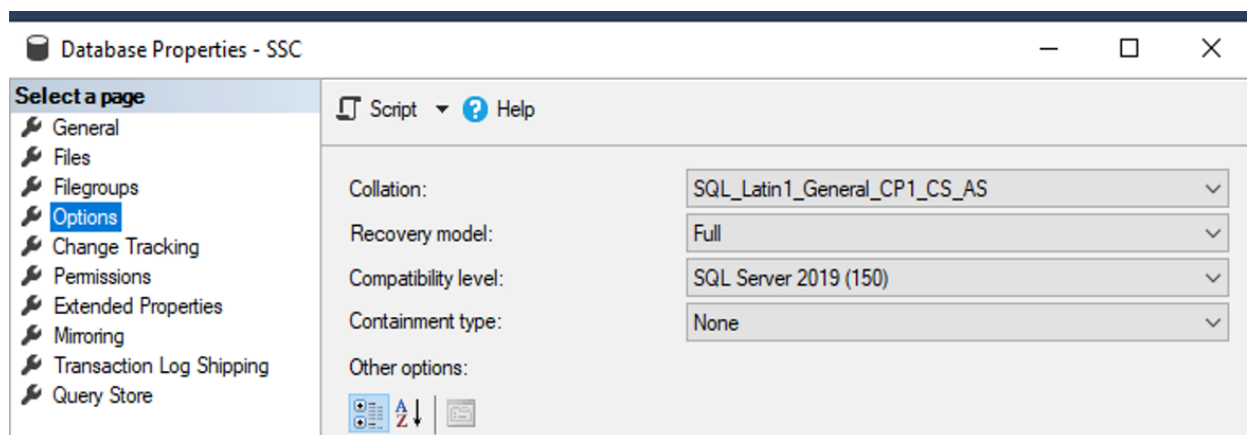 Database Properties - SSC
Select a page
General
Files
Filegroups
Options
Change Tracking
Permissions
Extended Properties
Mirroring
Transaction Log Shipping
Query Store
Script Help
Collation: SQL_Latin1_General_CP1_CS_AS
Recovery model: Full
Compatibility level: SQL Server 2019 (150)
Containment type: None
Other options:
A
Z